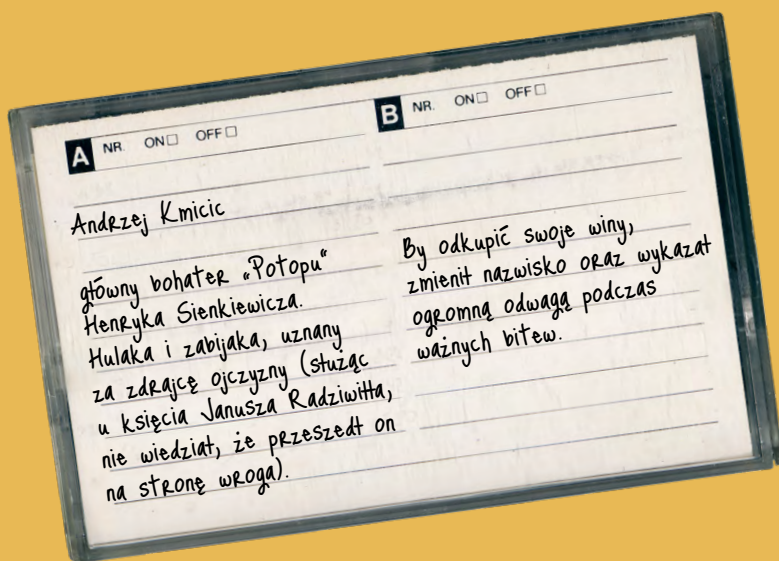 A NR. ON OFF
Andrzej Kmicic
główny bohater „Potopu”
Henryka Sienkiewicza.
Hulaka i zabijaka, uznany
za zdrajcę ojczyzny (służąc
u księcia Janusza Radziwiłła,
nie wiedział, że przeszedł on
na stronę wroga).
B NR. ON OFF
By odkupić swoje winy,
zmienił nazwisko oraz wykazał
ogromną odwagę podczas
ważnych bitew.